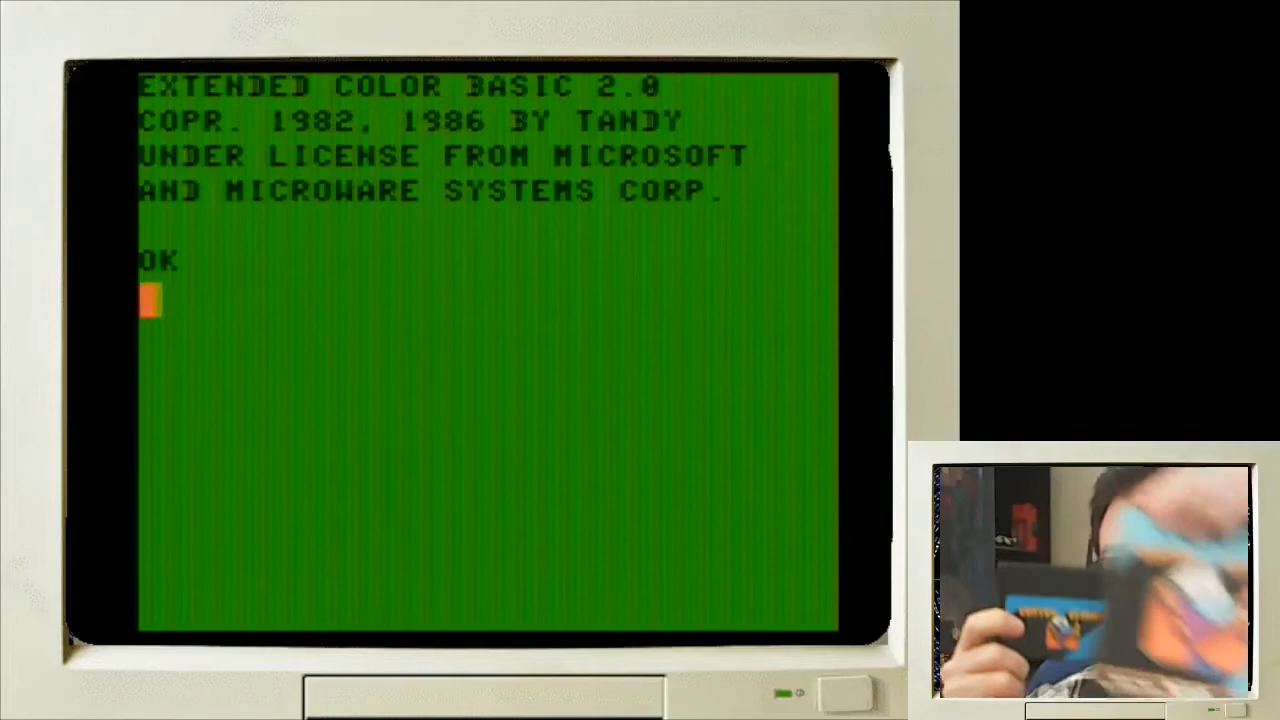 EXTENDED COLOR BASIC 2.0
COPR. 1982, 1986 BY TANDY
UNDER LICENSE FROM MICROSOFT
AND MICROWARE SYSTEMS CORP.
OK